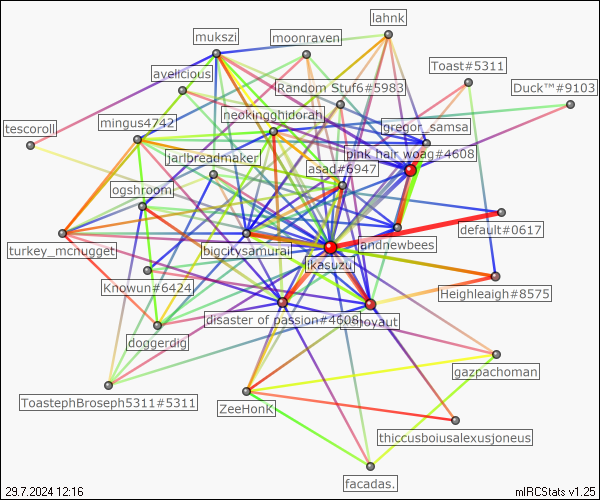 lahnk
mukszi
moonraven
Toast#5311
avelicious
Random Stuf6#5983
Duck™#9103
neokingghidorah
mingus4742
gregor_samsa
tescoroll
pink hair woag#4608
jarlbreadmaker
asad#6947
ogshroom
default#0617
andnewbees
turkey_mcnugget
bigcitysamurai
ikasuzu
Knowun#6424
Heighleaigh#8575
disaster of passion#4608
doggerdig
gazpachoman
ToastephBroseph5311#5311
ZeeHonK
thiccusboiusalexusjoneus
facadas.
29.7.2024 12:16
mIRCStats v1.25